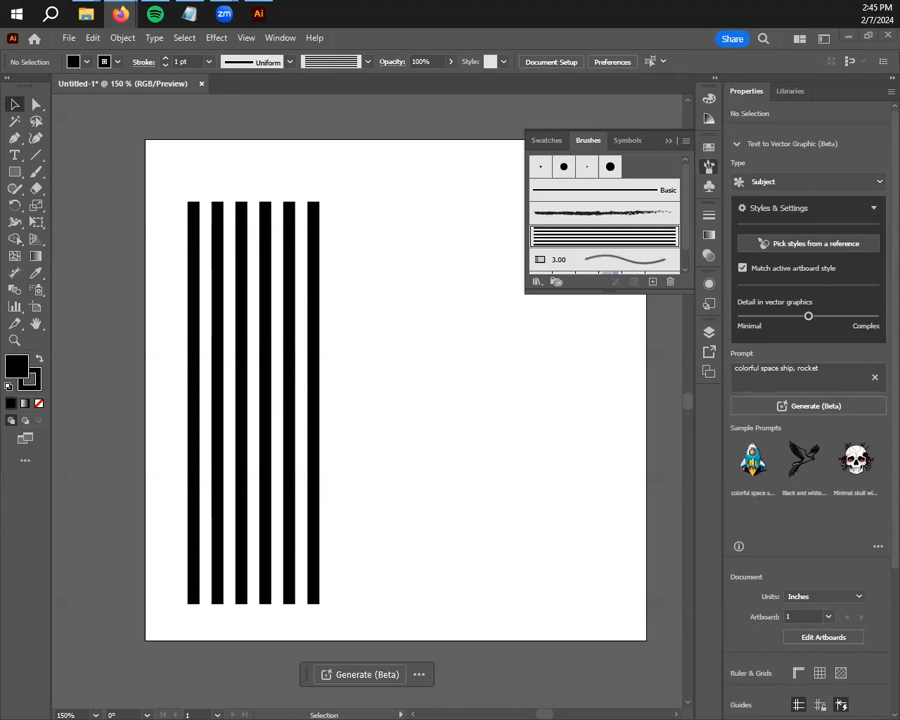 2:45 PM
2/7/2024
zm
Ai
Ai File Edit Object Type Select Effect View Window Help Share
No Selection Stroke: 1 pt Uniform Opacity: 100% Style: Document Setup Preferences
Untitled-1* @ 150 % (RGB/Preview) ×
Properties Libraries
No Selection
Swatches Brushes Symbols
Text to Vector Graphic (Beta)
Type
Subject
Basic
Styles & Settings
Pick styles from a reference
3.00
Match active artboard style
Detail in vector graphics
Minimal Complex
Prompt
colorful space ship, rocket
Generate (Beta)
Sample Prompts
colorful space s... Black and white... Minimal skull wi...
Document
Units: Inches
Artboard: 1
Edit Artboards
Generate (Beta)
Ruler & Grids
Guides
150% 0° 1 Selection